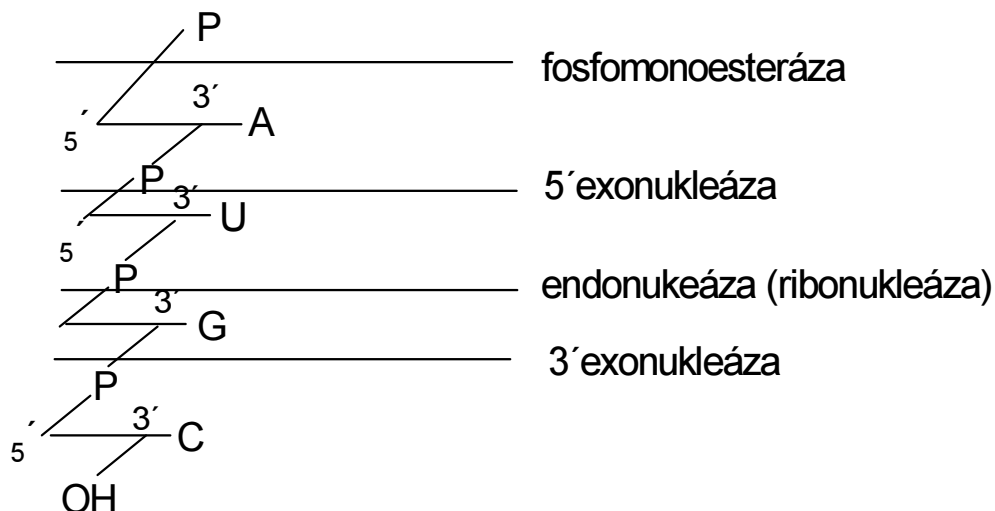 P
fosfomonoesteráza
3´
5´
A
P
5´exonukleáza
3´
5´
U
P
endonukeáza (ribonukleáza)
3´
G
3´exonukleáza
P
3´
5´
C
OH